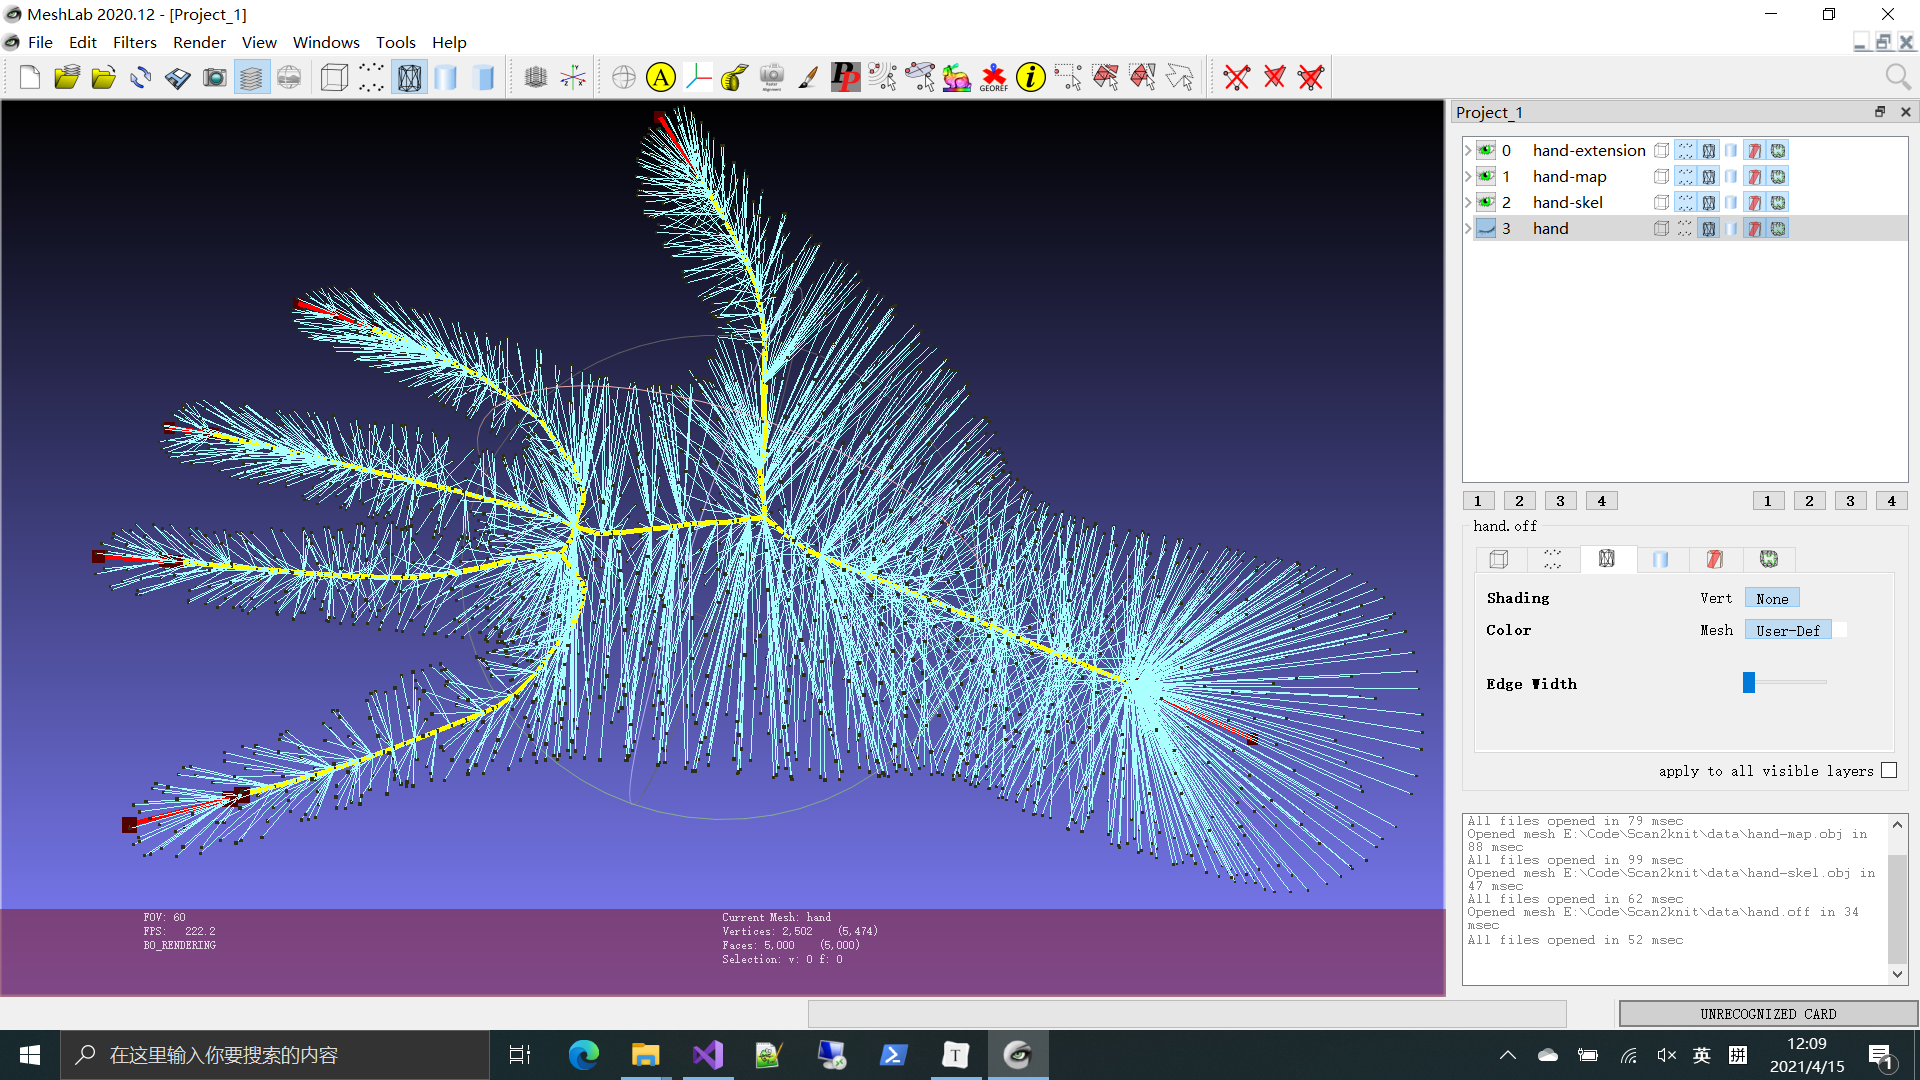 MeshLab 2020.12 - [Project_1]
File Edit Filters Render View Windows Tools Help
A
PP
GEOREF
i
Project_1
0 hand-extension
1 hand-map
2 hand-skel
3 hand
1 2 3 4 1 2 3 4
hand.off
Shading Vert None
Color Mesh User-Def
Edge Width
apply to all visible layers
All files opened in 79 msec
Opened mesh E:\Code\Scan2knit\data\hand-map.obj in
88 msec
All files opened in 99 msec
Opened mesh E:\Code\Scan2knit\data\hand-skel.obj in
47 msec
All files opened in 62 msec
Opened mesh E:\Code\Scan2knit\data\hand.off in 34
msec
All files opened in 52 msec
FOV: 60
FPS: 222.2
BO_RENDERING
Current Mesh: hand
Vertices: 2,502 (5,474)
Faces: 5,000 (5,000)
Selection: v: 0 f: 0
UNRECOGNIZED CARD
在这里输入你要搜索的内容
T
英
拼
12:09
2021/4/15
1